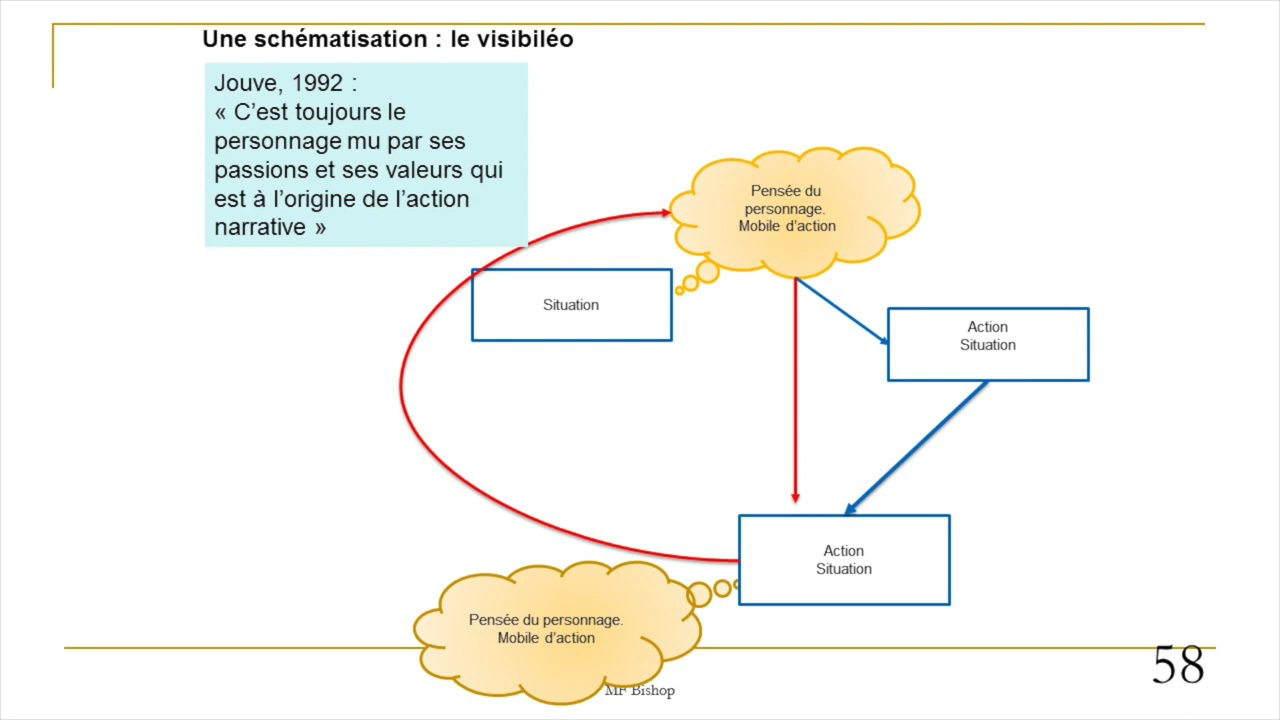 Une schématisation : le visibiléo
Jouve, 1992 :
« C’est toujours le
personnage mu par ses
passions et ses valeurs qui
est à l’origine de l’action
narrative »
Pensée du
personnage.
Mobile d’action
Situation
Action
Situation
Action
Situation
Pensée du personnage.
Mobile d’action
MF Bishop
58